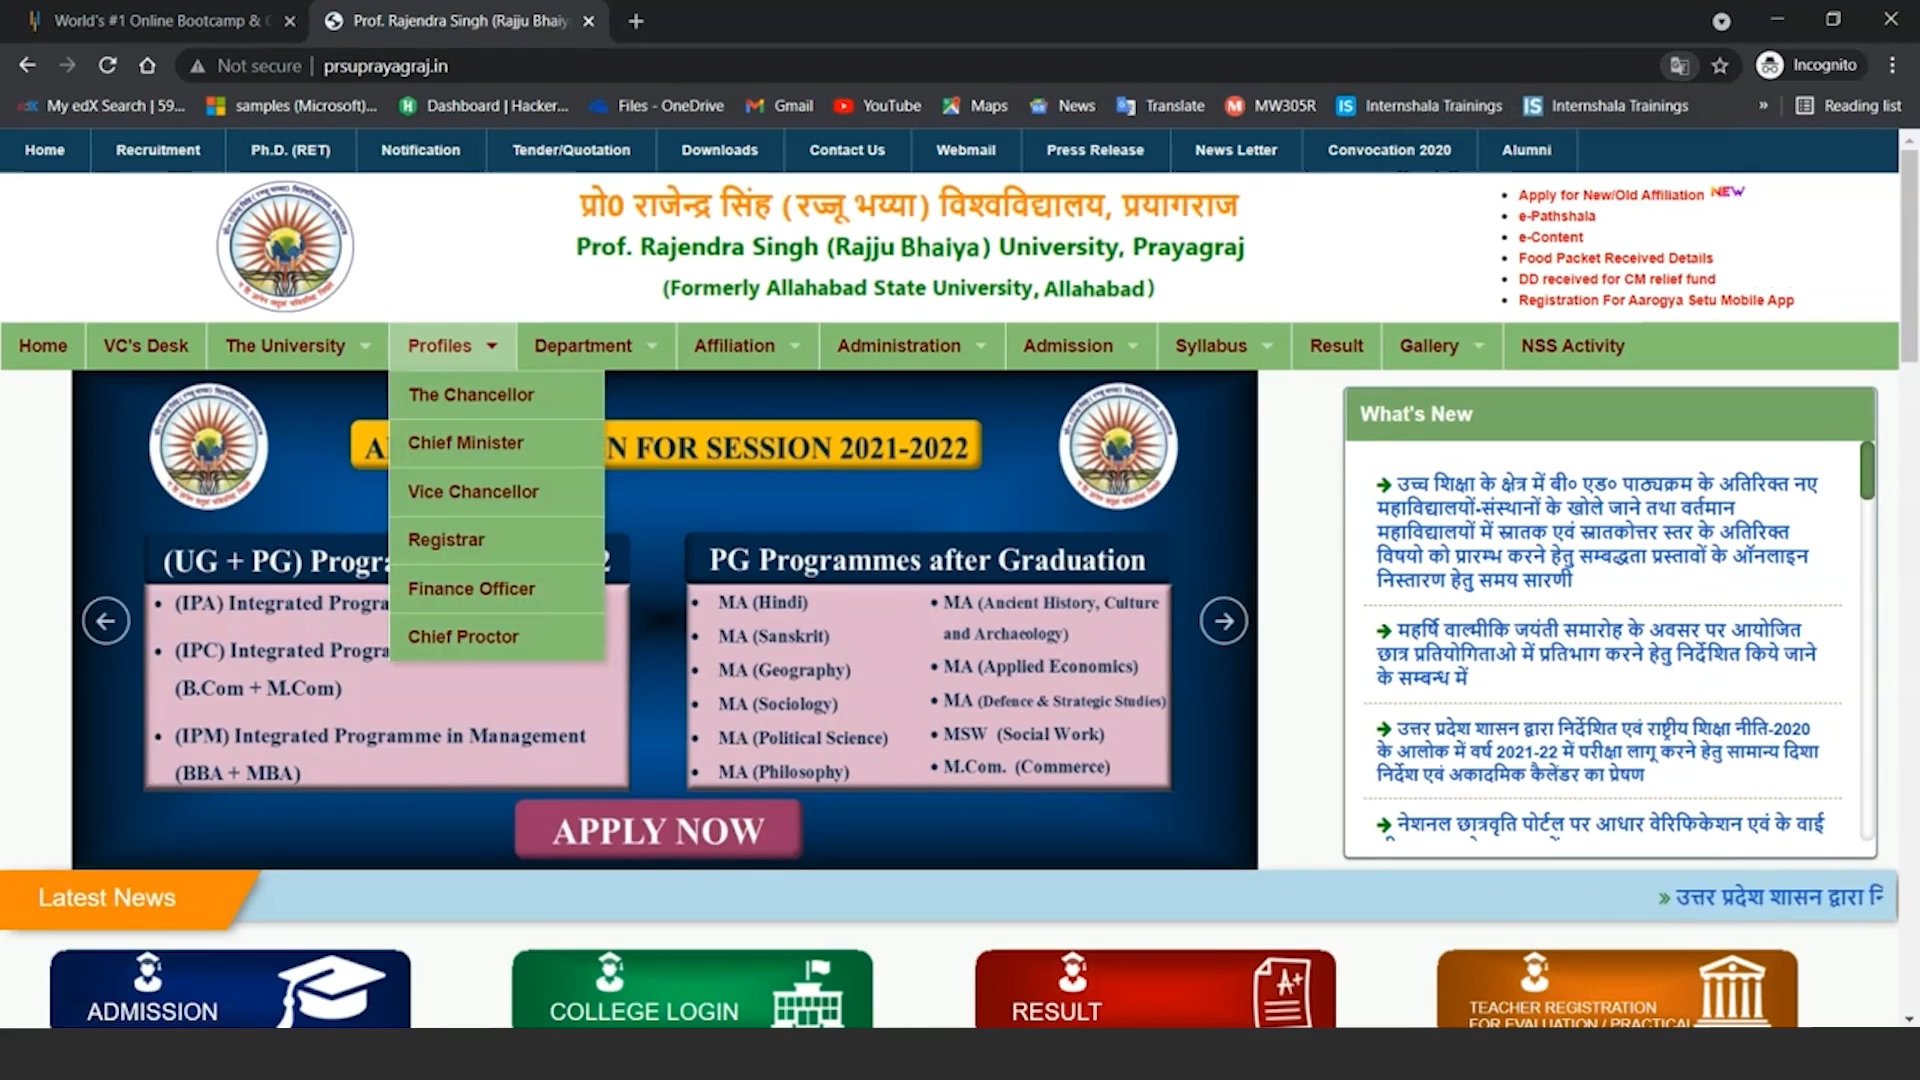 World's #1 Online Bootcamp &
Prof. Rajendra Singh (Rajju Bhaiy
Not secure
prsuprayagraj.in
Incognito
My edX Search | 59...
samples (Microsoft)...
Dashboard | Hacker...
Files - OneDrive
Gmail
YouTube
Maps
News
Translate
MW305R
Internshala Trainings
Internshala Trainings
»
Reading list
Home
Recruitment
Ph.D. (RET)
Notification
Tender/Quotation
Downloads
Contact Us
Webmail
Press Release
News Letter
Convocation 2020
Alumni
प्रो0 राजेन्द्र सिंह (रज्जू भय्या) विश्वविद्यालय, प्रयागराज
Prof. Rajendra Singh (Rajju Bhaiya) University, Prayagraj
(Formerly Allahabad State University, Allahabad)
Apply for New/Old Affiliation NEW
e-Pathshala
e-Content
Food Packet Received Details
DD received for CM relief fund
Registration For Aarogya Setu Mobile App
Home
VC's Desk
The University
Profiles
Department
Affiliation
Administration
Admission
Syllabus
Result
Gallery
NSS Activity
The Chancellor
Chief Minister
Vice Chancellor
Registrar
Finance Officer
Chief Proctor
N FOR SESSION 2021-2022
(UG + PG) Progra
2
• (IPA) Integrated Progra
• (IPC) Integrated Progra
(B.Com + M.Com)
• (IPM) Integrated Programme in Management
(BBA + MBA)
PG Programmes after Graduation
• MA (Hindi)
• MA (Sanskrit)
• MA (Geography)
• MA (Sociology)
• MA (Political Science)
• MA (Philosophy)
• MA (Ancient History, Culture
and Archaeology)
• MA (Applied Economics)
• MA (Defence & Strategic Studies)
• MSW (Social Work)
• M.Com. (Commerce)
APPLY NOW
What's New
उच्च शिक्षा के क्षेत्र में बी० एड० पाठ्यक्रम के अतिरिक्त नए
महाविद्यालयों-संस्थानों के खोले जाने तथा वर्तमान
महाविद्यालयों में स्नातक एवं स्नातकोत्तर स्तर के अतिरिक्त
विषयो को प्रारम्भ करने हेतु सम्बद्धता प्रस्तावों के ऑनलाइन
निस्तारण हेतु समय सारणी
महर्षि वाल्मीकि जयंती समारोह के अवसर पर आयोजित
छात्र प्रतियोगिताओ में प्रतिभाग करने हेतु निर्देशित किये जाने
के सम्बन्ध में
उत्तर प्रदेश शासन द्वारा निर्देशित एवं राष्ट्रीय शिक्षा नीति-2020
के आलोक में वर्ष 2021-22 में परीक्षा लागू करने हेतु सामान्य दिशा
निर्देश एवं अकादमिक कैलेंडर का प्रेषण
नेशनल छात्रवृति पोर्टल पर आधार वेरिफिकेशन एवं के वाई
Latest News
» उत्तर प्रदेश शासन द्वारा
ADMISSION
COLLEGE LOGIN
RESULT
A+
TEACHER REGISTRATION
FOR EVALUATION / PRACTICAL